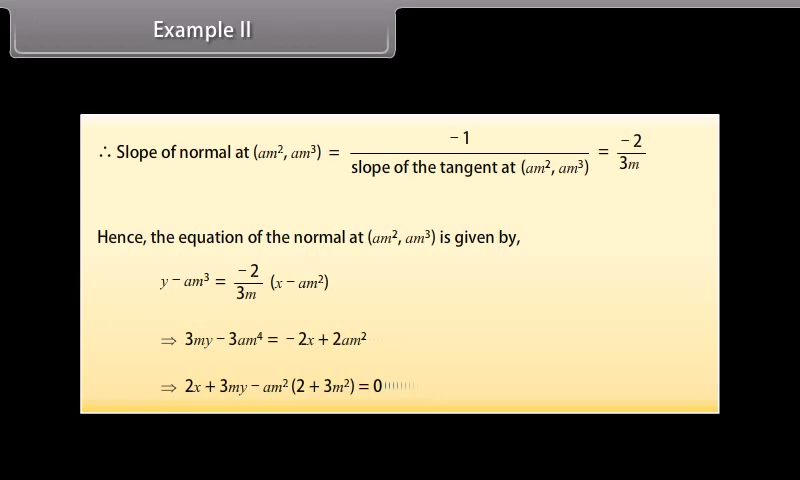 Example II
∴ Slope of normal at (am², am³) = −1 / slope of the tangent at (am², am³) = −2 / 3m
Hence, the equation of the normal at (am², am³) is given by,
y − am³ = −2 / 3m (x − am²)
⇒ 3my − 3am⁴ = − 2x + 2am²
⇒ 2x + 3my − am² (2 + 3m²) = 0